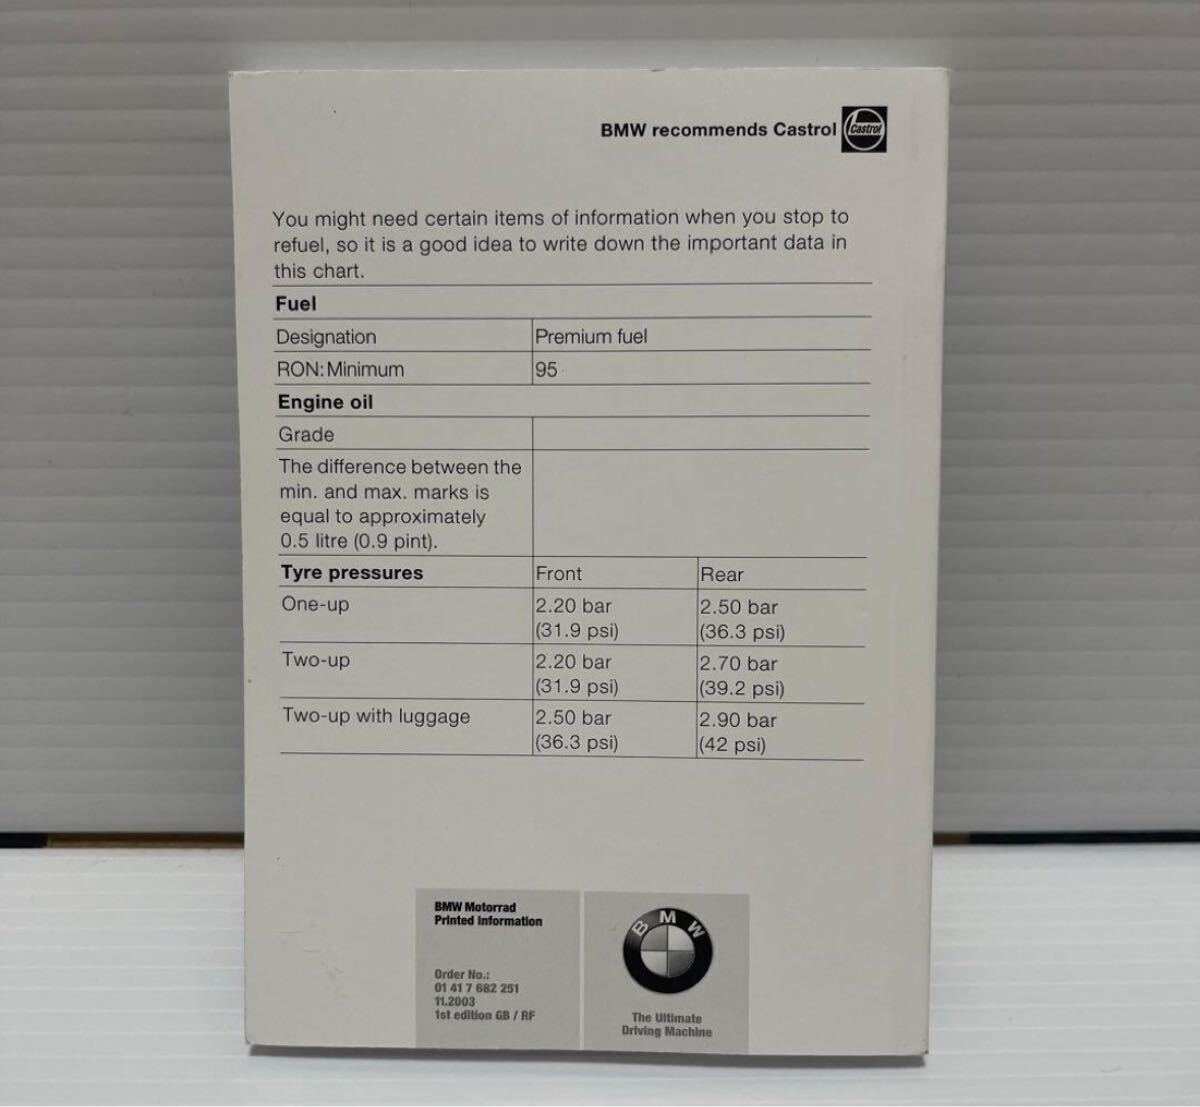 BMW recommends Castrol Castrol
You might need certain items of information when you stop to
refuel, so it is a good idea to write down the important data in
this chart.
Fuel
Designation Premium fuel
RON: Minimum 95
Engine oil
Grade
The difference between the
min. and max. marks is
equal to approximately
0.5 litre (0.9 pint).
Tyre pressures Front Rear
One-up 2.20 bar 2.50 bar
(31.9 psi) (36.3 psi)
Two-up 2.20 bar 2.70 bar
(31.9 psi) (39.2 psi)
Two-up with luggage 2.50 bar 2.90 bar
(36.3 psi) (42 psi)
BMW Motorrad
Printed Information
Order No.:
01 41 7 682 251
11.2003
1st edition GB / RF
BMW
The Ultimate
Driving Machine